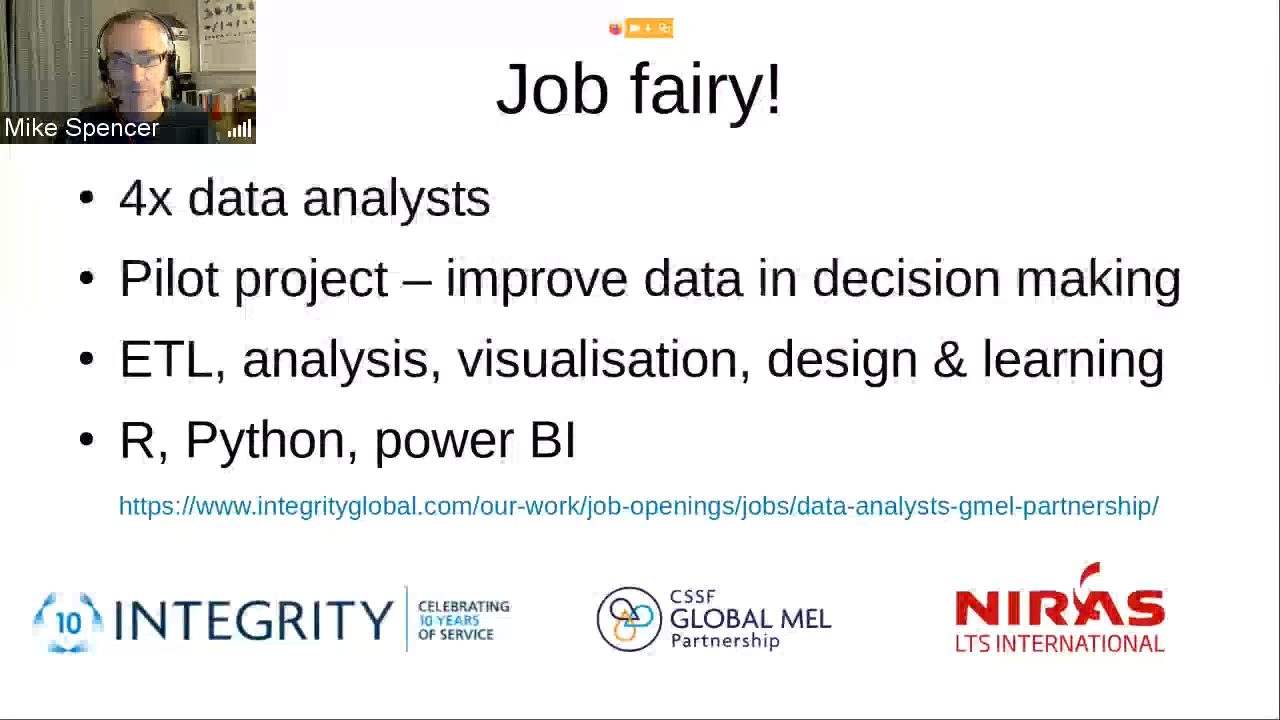 Mike Spencer
Job fairy!
• 4x data analysts
• Pilot project – improve data in decision making
• ETL, analysis, visualisation, design & learning
• R, Python, power BI
https://www.integrityglobal.com/our-work/job-openings/jobs/data-analysts-gmel-partnership/
10 INTEGRITY
CELEBRATING
10 YEARS
OF SERVICE
CSSF
GLOBAL MEL
Partnership
NIRAS
LTS INTERNATIONAL